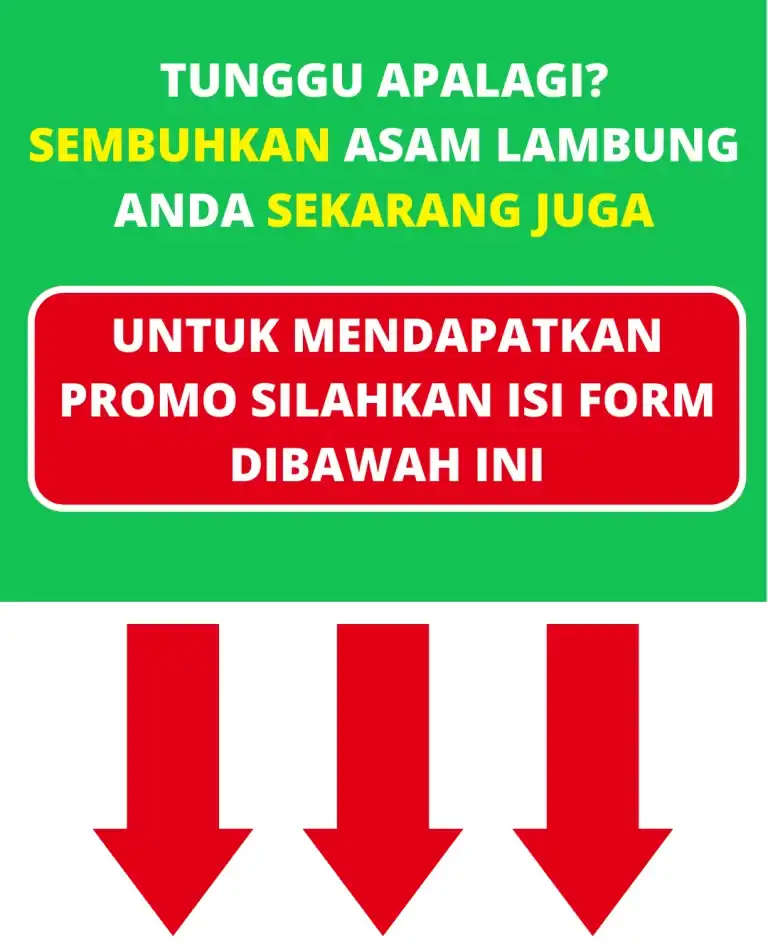 TUNGGU APALAGI?
SEMBUHKAN ASAM LAMBUNG
ANDA SEKARANG JUGA
UNTUK MENDAPATKAN
PROMO SILAHKAN ISI FORM
DIBAWAH INI